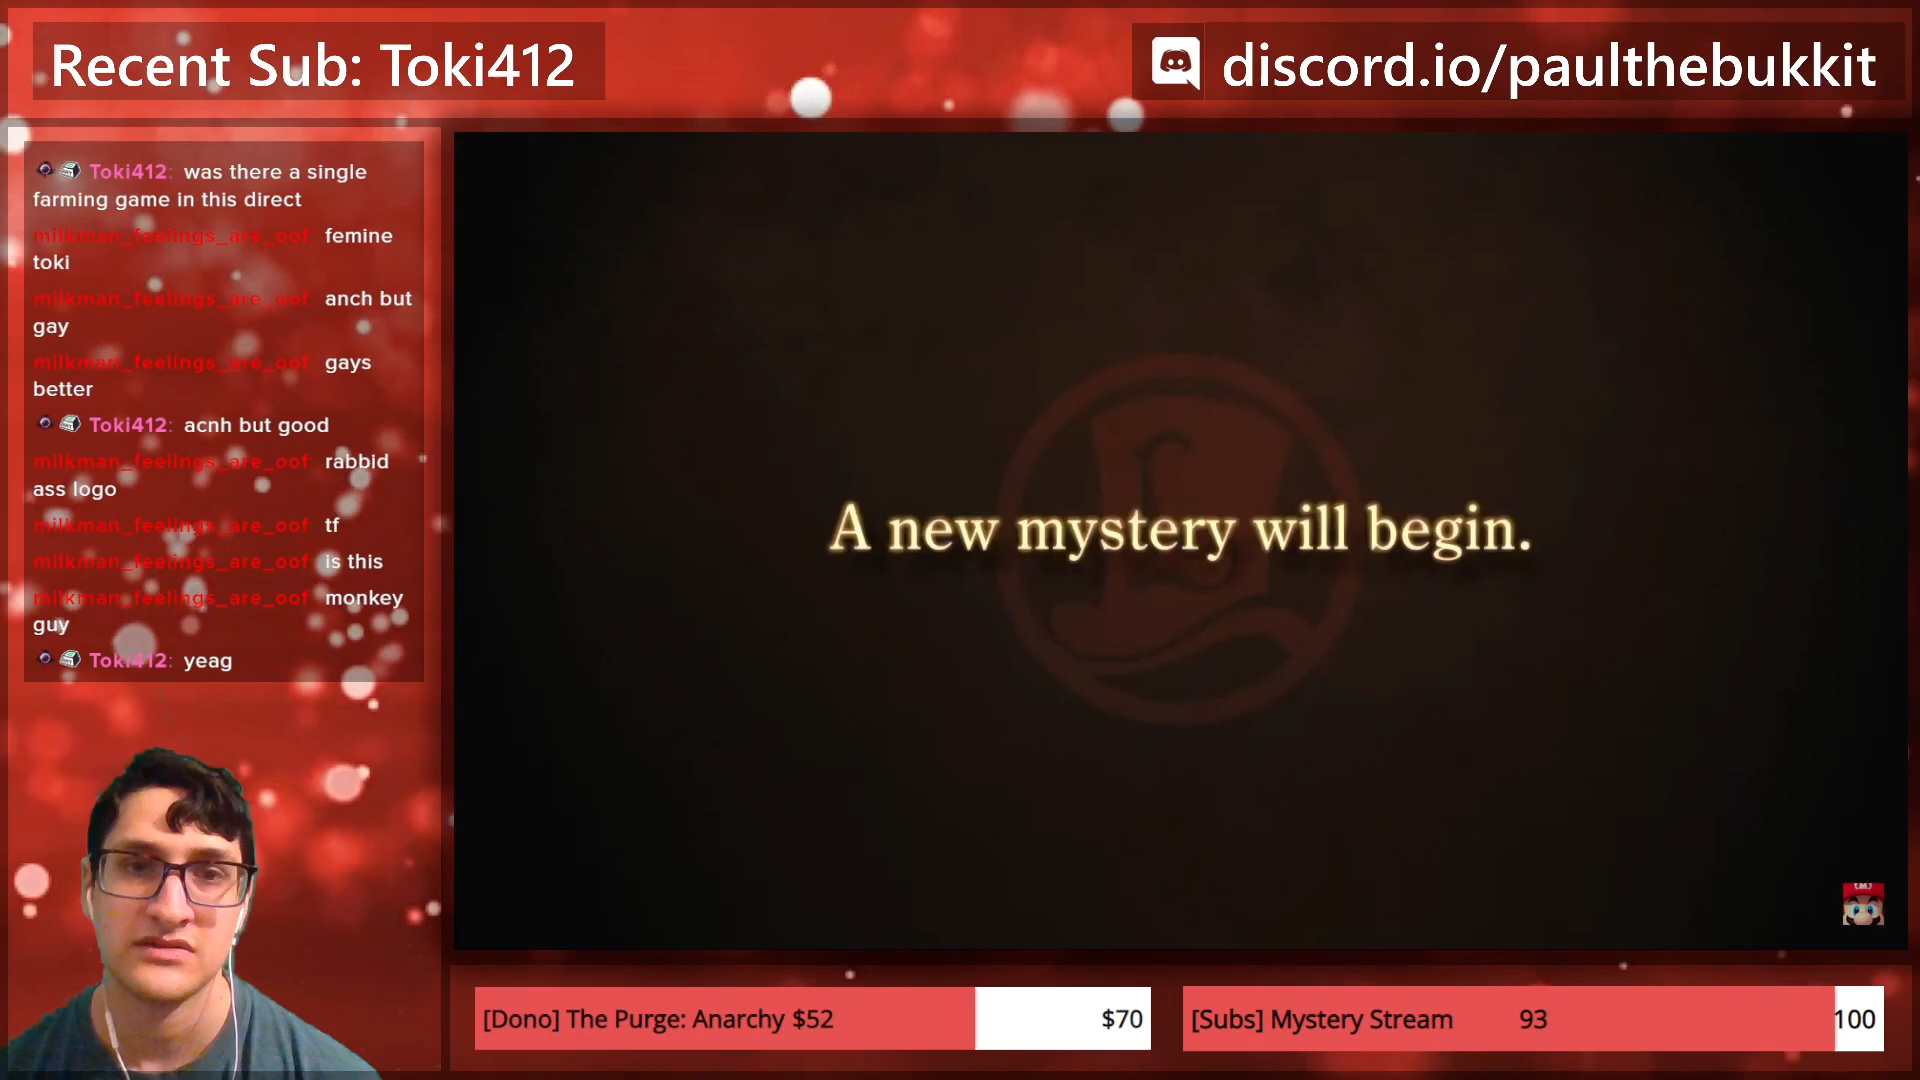 Recent Sub: Toki412
discord.io/paulthebukkit
Toki412: was there a single
farming game in this direct
milkman_feelings_are_oof femine
toki
milkman_feelings_are_oof anch but
gay
milkman_feelings_are_oof gays
better
Toki412: acnh but good
milkman_feelings_are_oof rabbid
ass logo
milkman_feelings_are_oof tf
milkman_feelings_are_oof is this
milkman_feelings_are_oof monkey
guy
Toki412: yeag
A new mystery will begin.
[Dono] The Purge: Anarchy $52 $70
[Subs] Mystery Stream 93 100